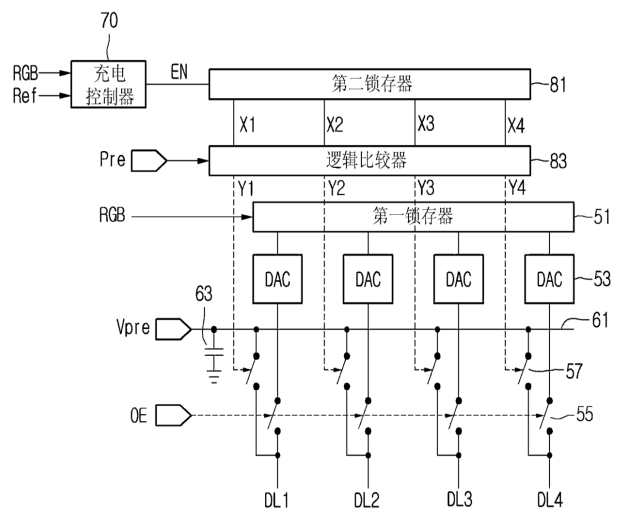 70
RGB
Ref
充电
控制器
EN
第二锁存器
81
X1
X2
X3
X4
Pre
逻辑比较器
83
Y1
Y2
Y3
Y4
RGB
第一锁存器
51
DAC
DAC
DAC
DAC
53
Vpre
63
61
57
OE
55
DL1
DL2
DL3
DL4